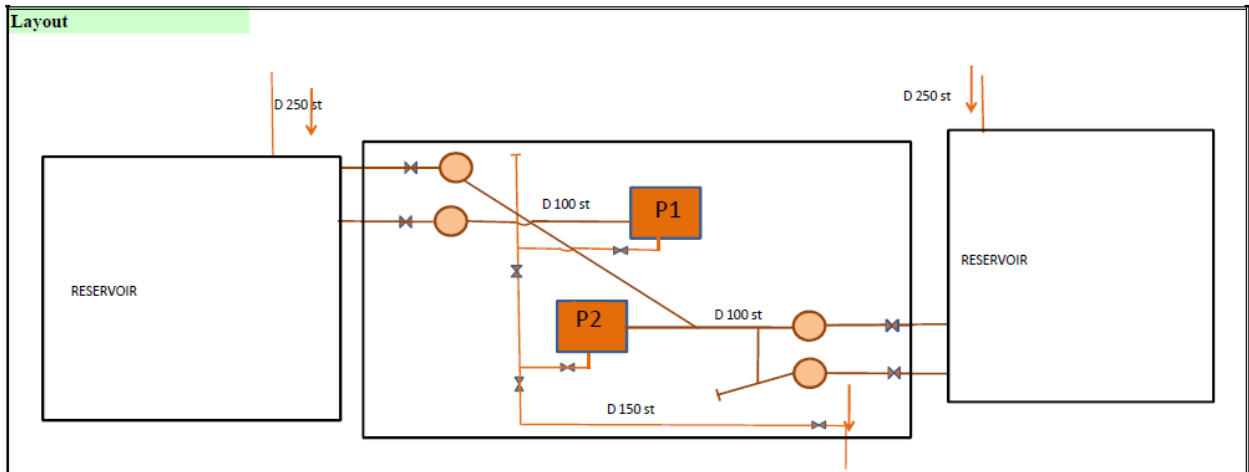 Layout
D 250 st
D 250 st
D 100 st
P1
RESERVOIR
RESERVOIR
P2
D 100 st
D 150 st